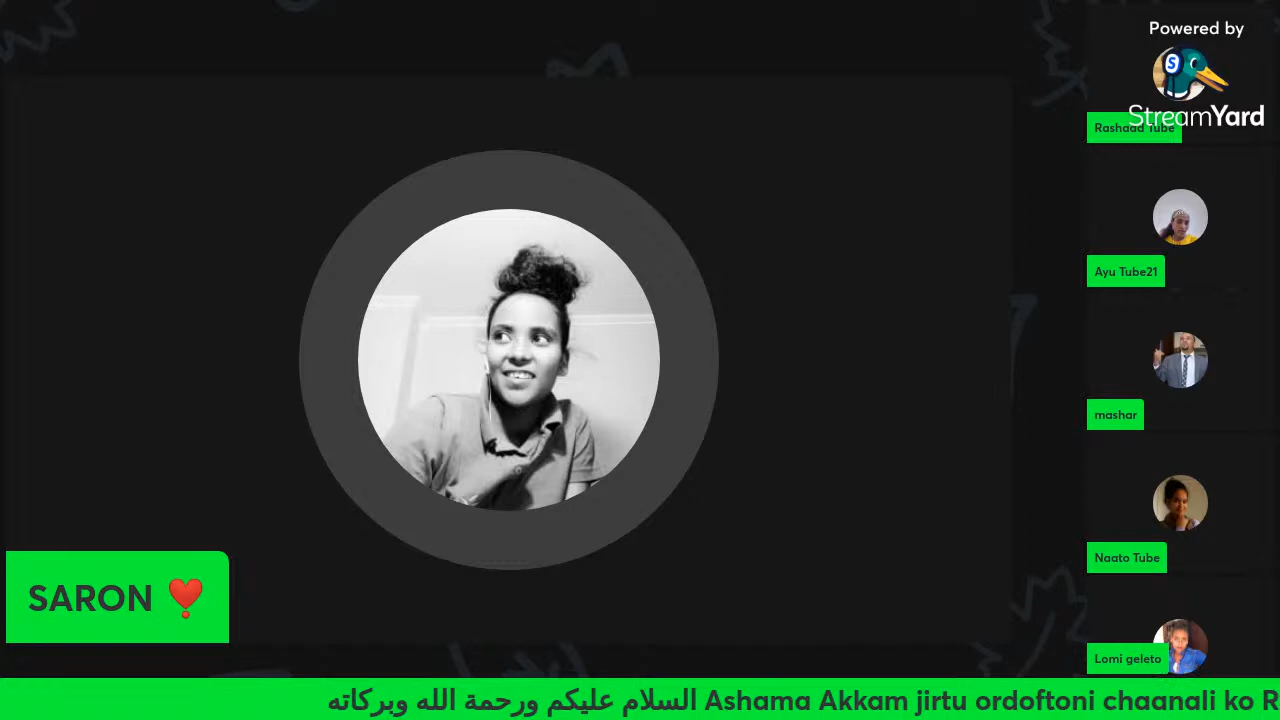 Powered by
StreamYard
Rashaad Tube
Ayu Tube21
mashar
Naato Tube
Lomi geleto
SARON
السلام عليكم ورحمة الله وبركاته Ashama Akkam jirtu ordoftoni chaanali ko R